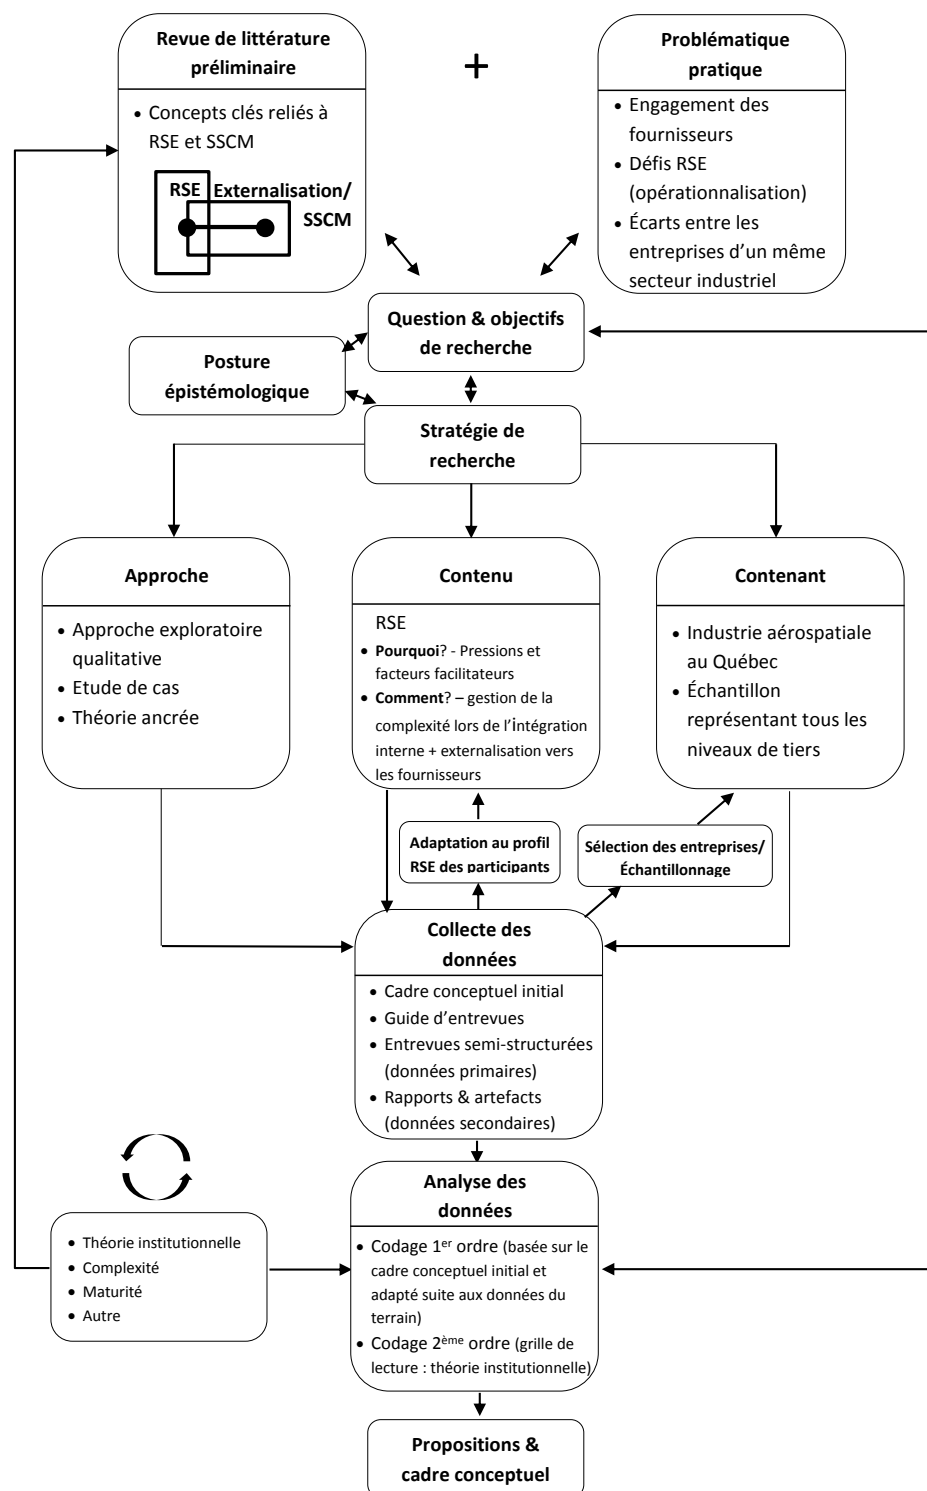 Revue de littérature
préliminaire
• Concepts clés reliés à
RSE et SSCM
RSE
Externalisation/
SSCM
+
Problématique
pratique
• Engagement des
fournisseurs
• Défis RSE
(opérationnalisation)
• Écarts entre les
entreprises d'un même
secteur industriel
Question & objectifs
de recherche
Posture
épistémologique
Stratégie de
recherche
Approche
• Approche exploratoire
qualitative
• Etude de cas
• Théorie ancrée
Contenu
RSE
• Pourquoi? - Pressions et
facteurs facilitateurs
• Comment? – gestion de la
complexité lors de l'intégration
interne + externalisation vers
les fournisseurs
Contenant
• Industrie aérospatiale
au Québec
• Échantillon
représentant tous les
niveaux de tiers
Adaptation au profil
RSE des participants
Sélection des entreprises/
Échantillonnage
Collecte des
données
• Cadre conceptuel initial
• Guide d'entrevues
• Entrevues semi-structurées
(données primaires)
• Rapports & artefacts
(données secondaires)
• Théorie institutionnelle
• Complexité
• Maturité
• Autre
Analyse des
données
• Codage 1er ordre (basée sur le
cadre conceptuel initial et
adapté suite aux données du
terrain)
• Codage 2ème ordre (grille de
lecture : théorie institutionnelle)
Propositions &
cadre conceptuel